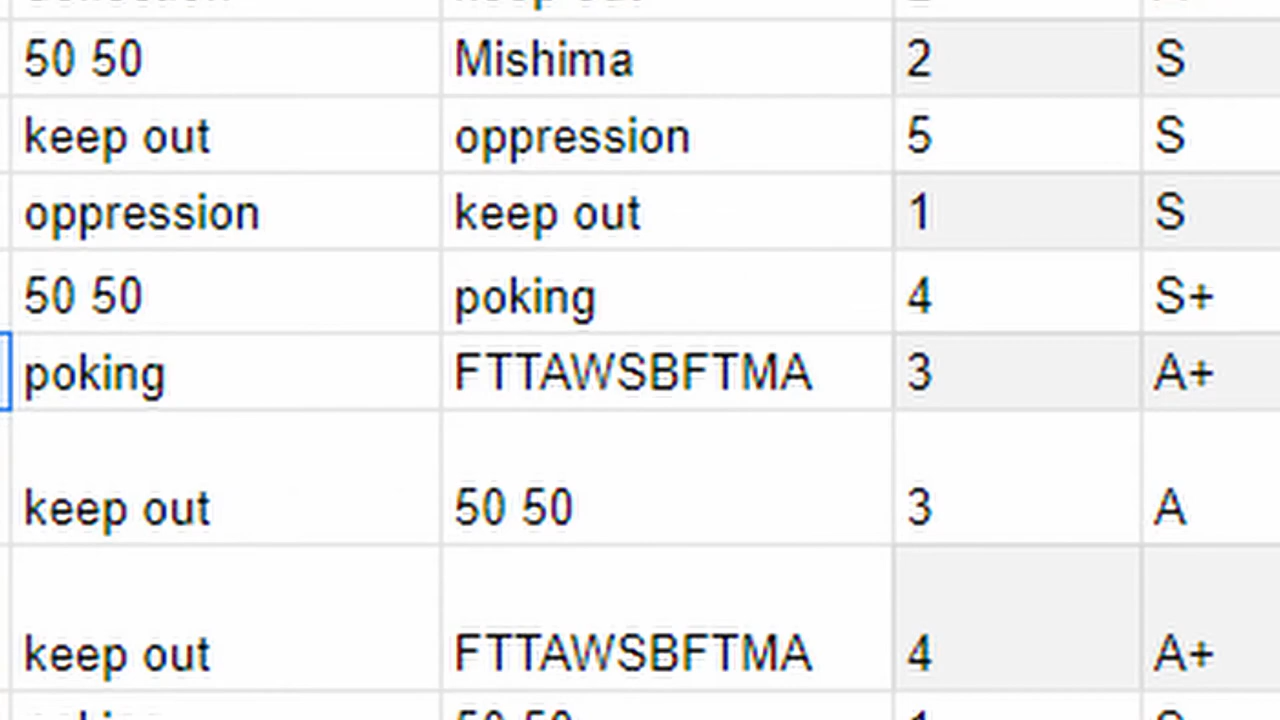 50 50 Mishima 2 S
keep out oppression 5 S
oppression keep out 1 S
50 50 poking 4 S+
poking FTTAWSBFTMA 3 A+
keep out 50 50 3 A
keep out FTTAWSBFTMA 4 A+